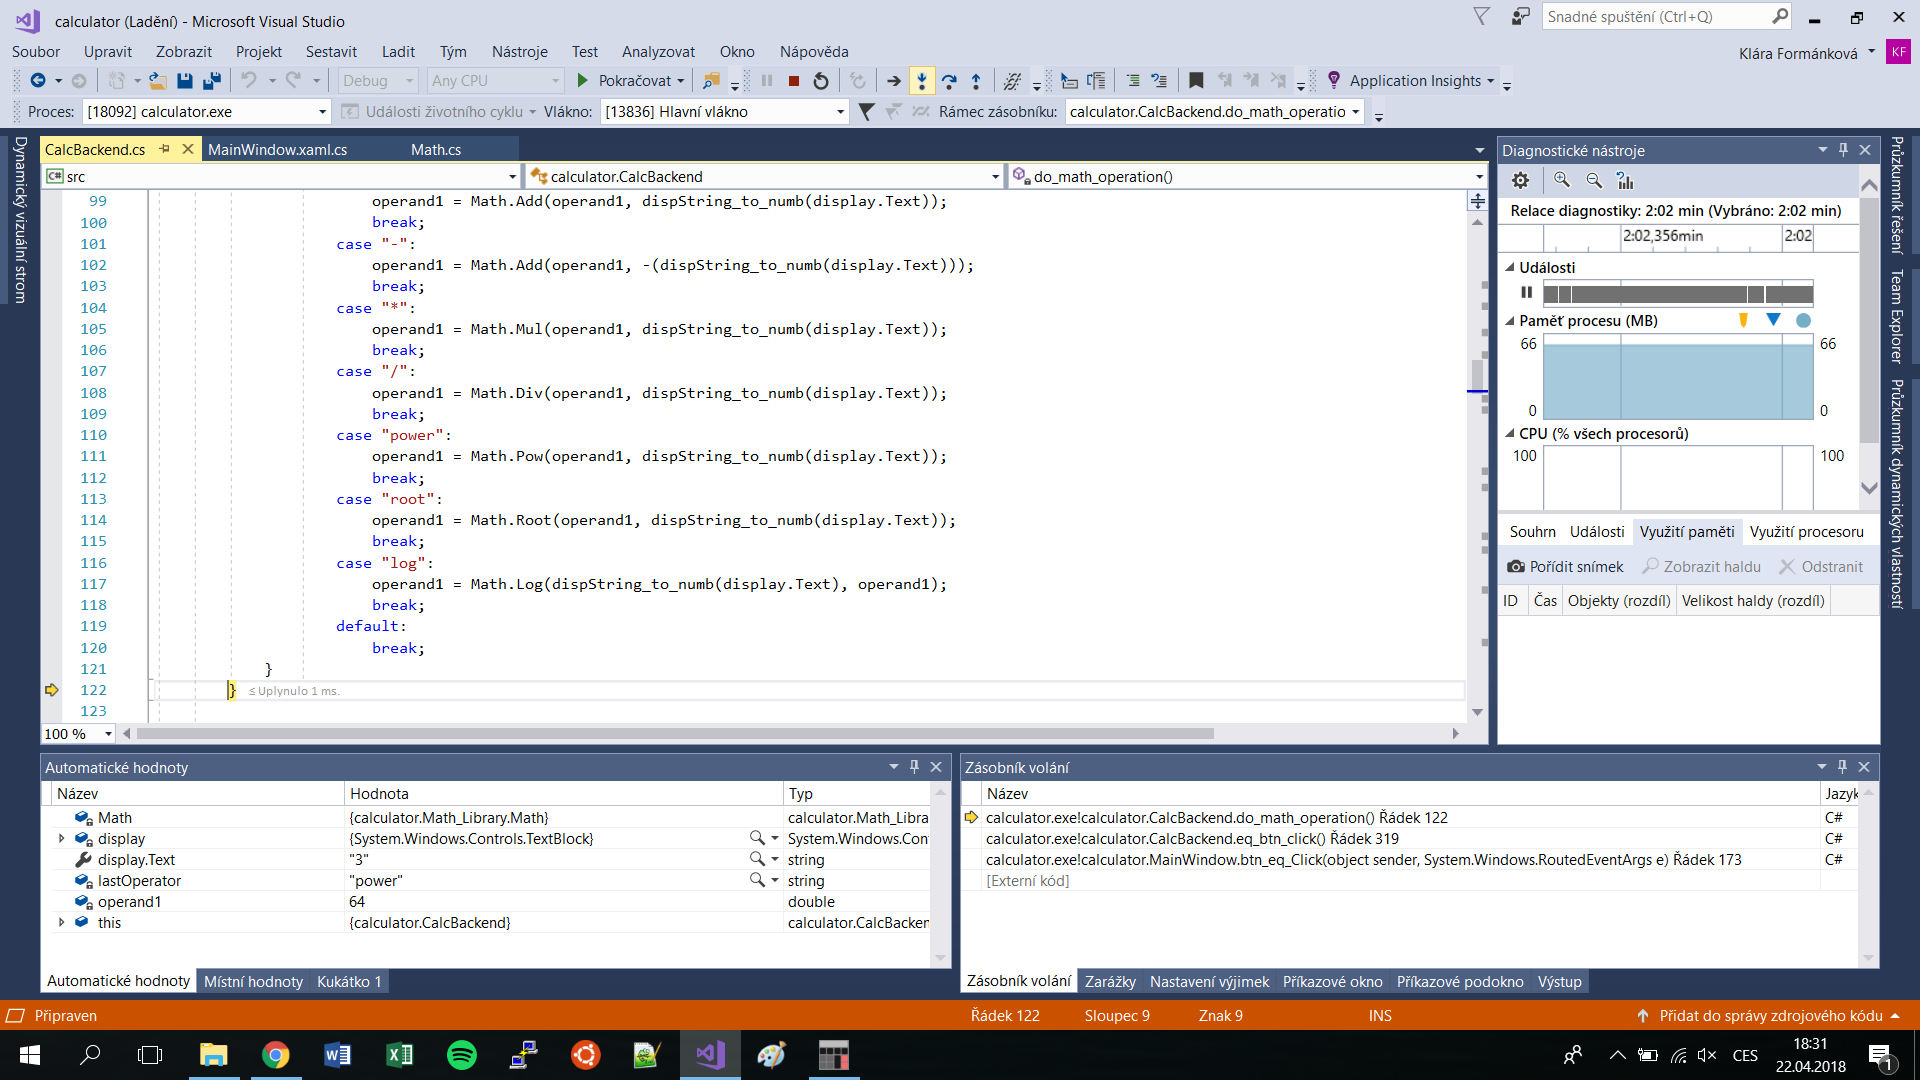 calculator (Ladění) - Microsoft Visual Studio
Snadné spuštění (Ctrl+Q)
Soubor Upravit Zobrazit Projekt Sestavit Ladit Tým Nástroje Test Analyzovat Okno Nápověda
Klára Formánková KF
Debug Any CPU Pokračovat Application Insights
Proces: [18092] calculator.exe Události životního cyklu Vlákno: [13836] Hlavní vlákno Rámec zásobníku: calculator.CalcBackend.do_math_operatio
Dynamický vizuální strom
CalcBackend.cs MainWindow.xaml.cs Math.cs
C# src calculator.CalcBackend do_math_operation()
99 operand1 = Math.Add(operand1, dispString_to_numb(display.Text));
100 break;
101 case "-":
102 operand1 = Math.Add(operand1, -(dispString_to_numb(display.Text)));
103 break;
104 case "*":
105 operand1 = Math.Mul(operand1, dispString_to_numb(display.Text));
106 break;
107 case "/":
108 operand1 = Math.Div(operand1, dispString_to_numb(display.Text));
109 break;
110 case "power":
111 operand1 = Math.Pow(operand1, dispString_to_numb(display.Text));
112 break;
113 case "root":
114 operand1 = Math.Root(operand1, dispString_to_numb(display.Text));
115 break;
116 case "log":
117 operand1 = Math.Log(dispString_to_numb(display.Text), operand1);
118 break;
119 default:
120 break;
121 }
122 } ≤ Uplynulo 1 ms.
123
100 %
Diagnostické nástroje
Relace diagnostiky: 2:02 min (Vybráno: 2:02 min)
2:02,356min 2:02
Události
Paměť procesu (MB)
66 66
0 0
CPU (% všech procesorů)
100 100
Souhrn Události Využití paměti Využití procesoru
Pořídit snímek Zobrazit haldu Odstranit
ID Čas Objekty (rozdíl) Velikost haldy (rozdíl)
Průzkumník řešení
Team Explorer
Průzkumník dynamických vlastností
Automatické hodnoty
Název Hodnota Typ
Math {calculator.Math_Library.Math} calculator.Math_Libra
display {System.Windows.Controls.TextBlock} System.Windows.Con
display.Text "3" string
lastOperator "power" string
operand1 64 double
this {calculator.CalcBackend} calculator.CalcBacken
Automatické hodnoty Místní hodnoty Kukátko 1
Zásobník volání
Název Jazyk
calculator.exe!calculator.CalcBackend.do_math_operation() Řádek 122 C#
calculator.exe!calculator.CalcBackend.eq_btn_click() Řádek 319 C#
calculator.exe!calculator.MainWindow.btn_eq_Click(object sender, System.Windows.RoutedEventArgs e) Řádek 173 C#
[Externí kód]
Zásobník volání Zarážky Nastavení výjimek Příkazové okno Příkazové podokno Výstup
Připraven Řádek 122 Sloupec 9 Znak 9 INS Přidat do správy zdrojového kódu
CES 18:31
22.04.2018
1